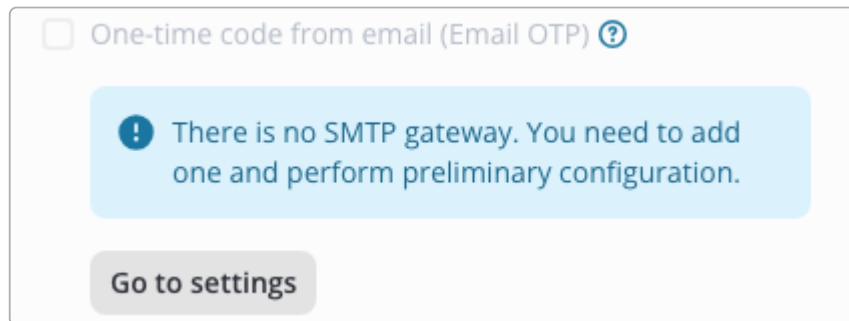 One-time code from email (Email OTP)
There is no SMTP gateway. You need to add
one and perform preliminary configuration.
Go to settings